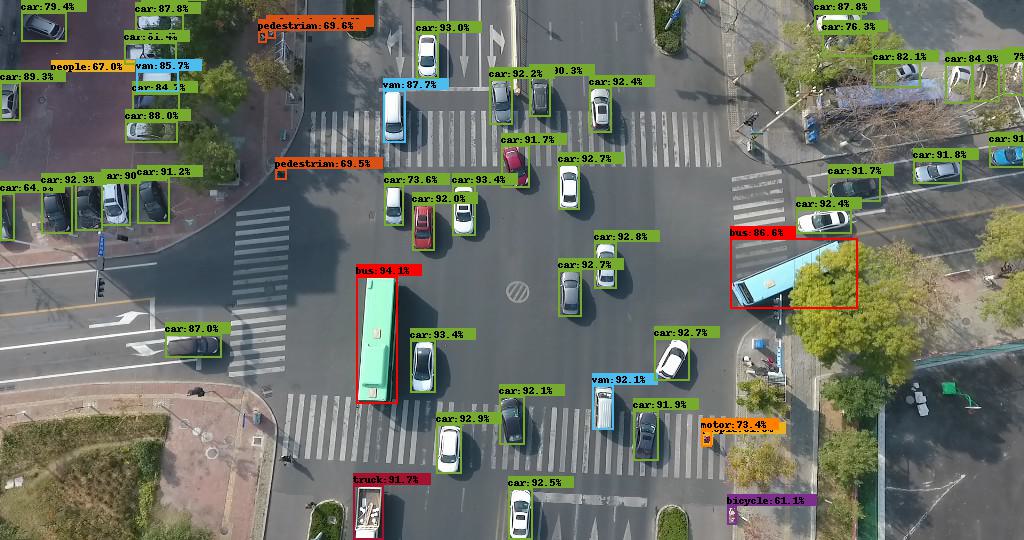 car:79.4%
car:87.8%
pedestrian:69.6%
car:93.0%
car:87.8%
car:76.3%
people:67.0%
van:85.7%
car:89.3%
car:88.0%
van:87.7%
car:92.2%
car:92.4%
car:82.1%
car:84.9%
pedestrian:69.5%
car:91.7%
car:92.7%
car:91.8%
car:92.3%
car:91.2%
car:73.6%
car:93.4%
car:92.0%
car:91.7%
car:92.4%
bus:86.6%
car:92.8%
car:92.7%
bus:94.1%
car:87.0%
car:93.4%
car:92.7%
van:92.1%
car:92.1%
car:91.9%
car:92.9%
motor:73.4%
truck:91.7%
car:92.5%
bicycle:61.1%